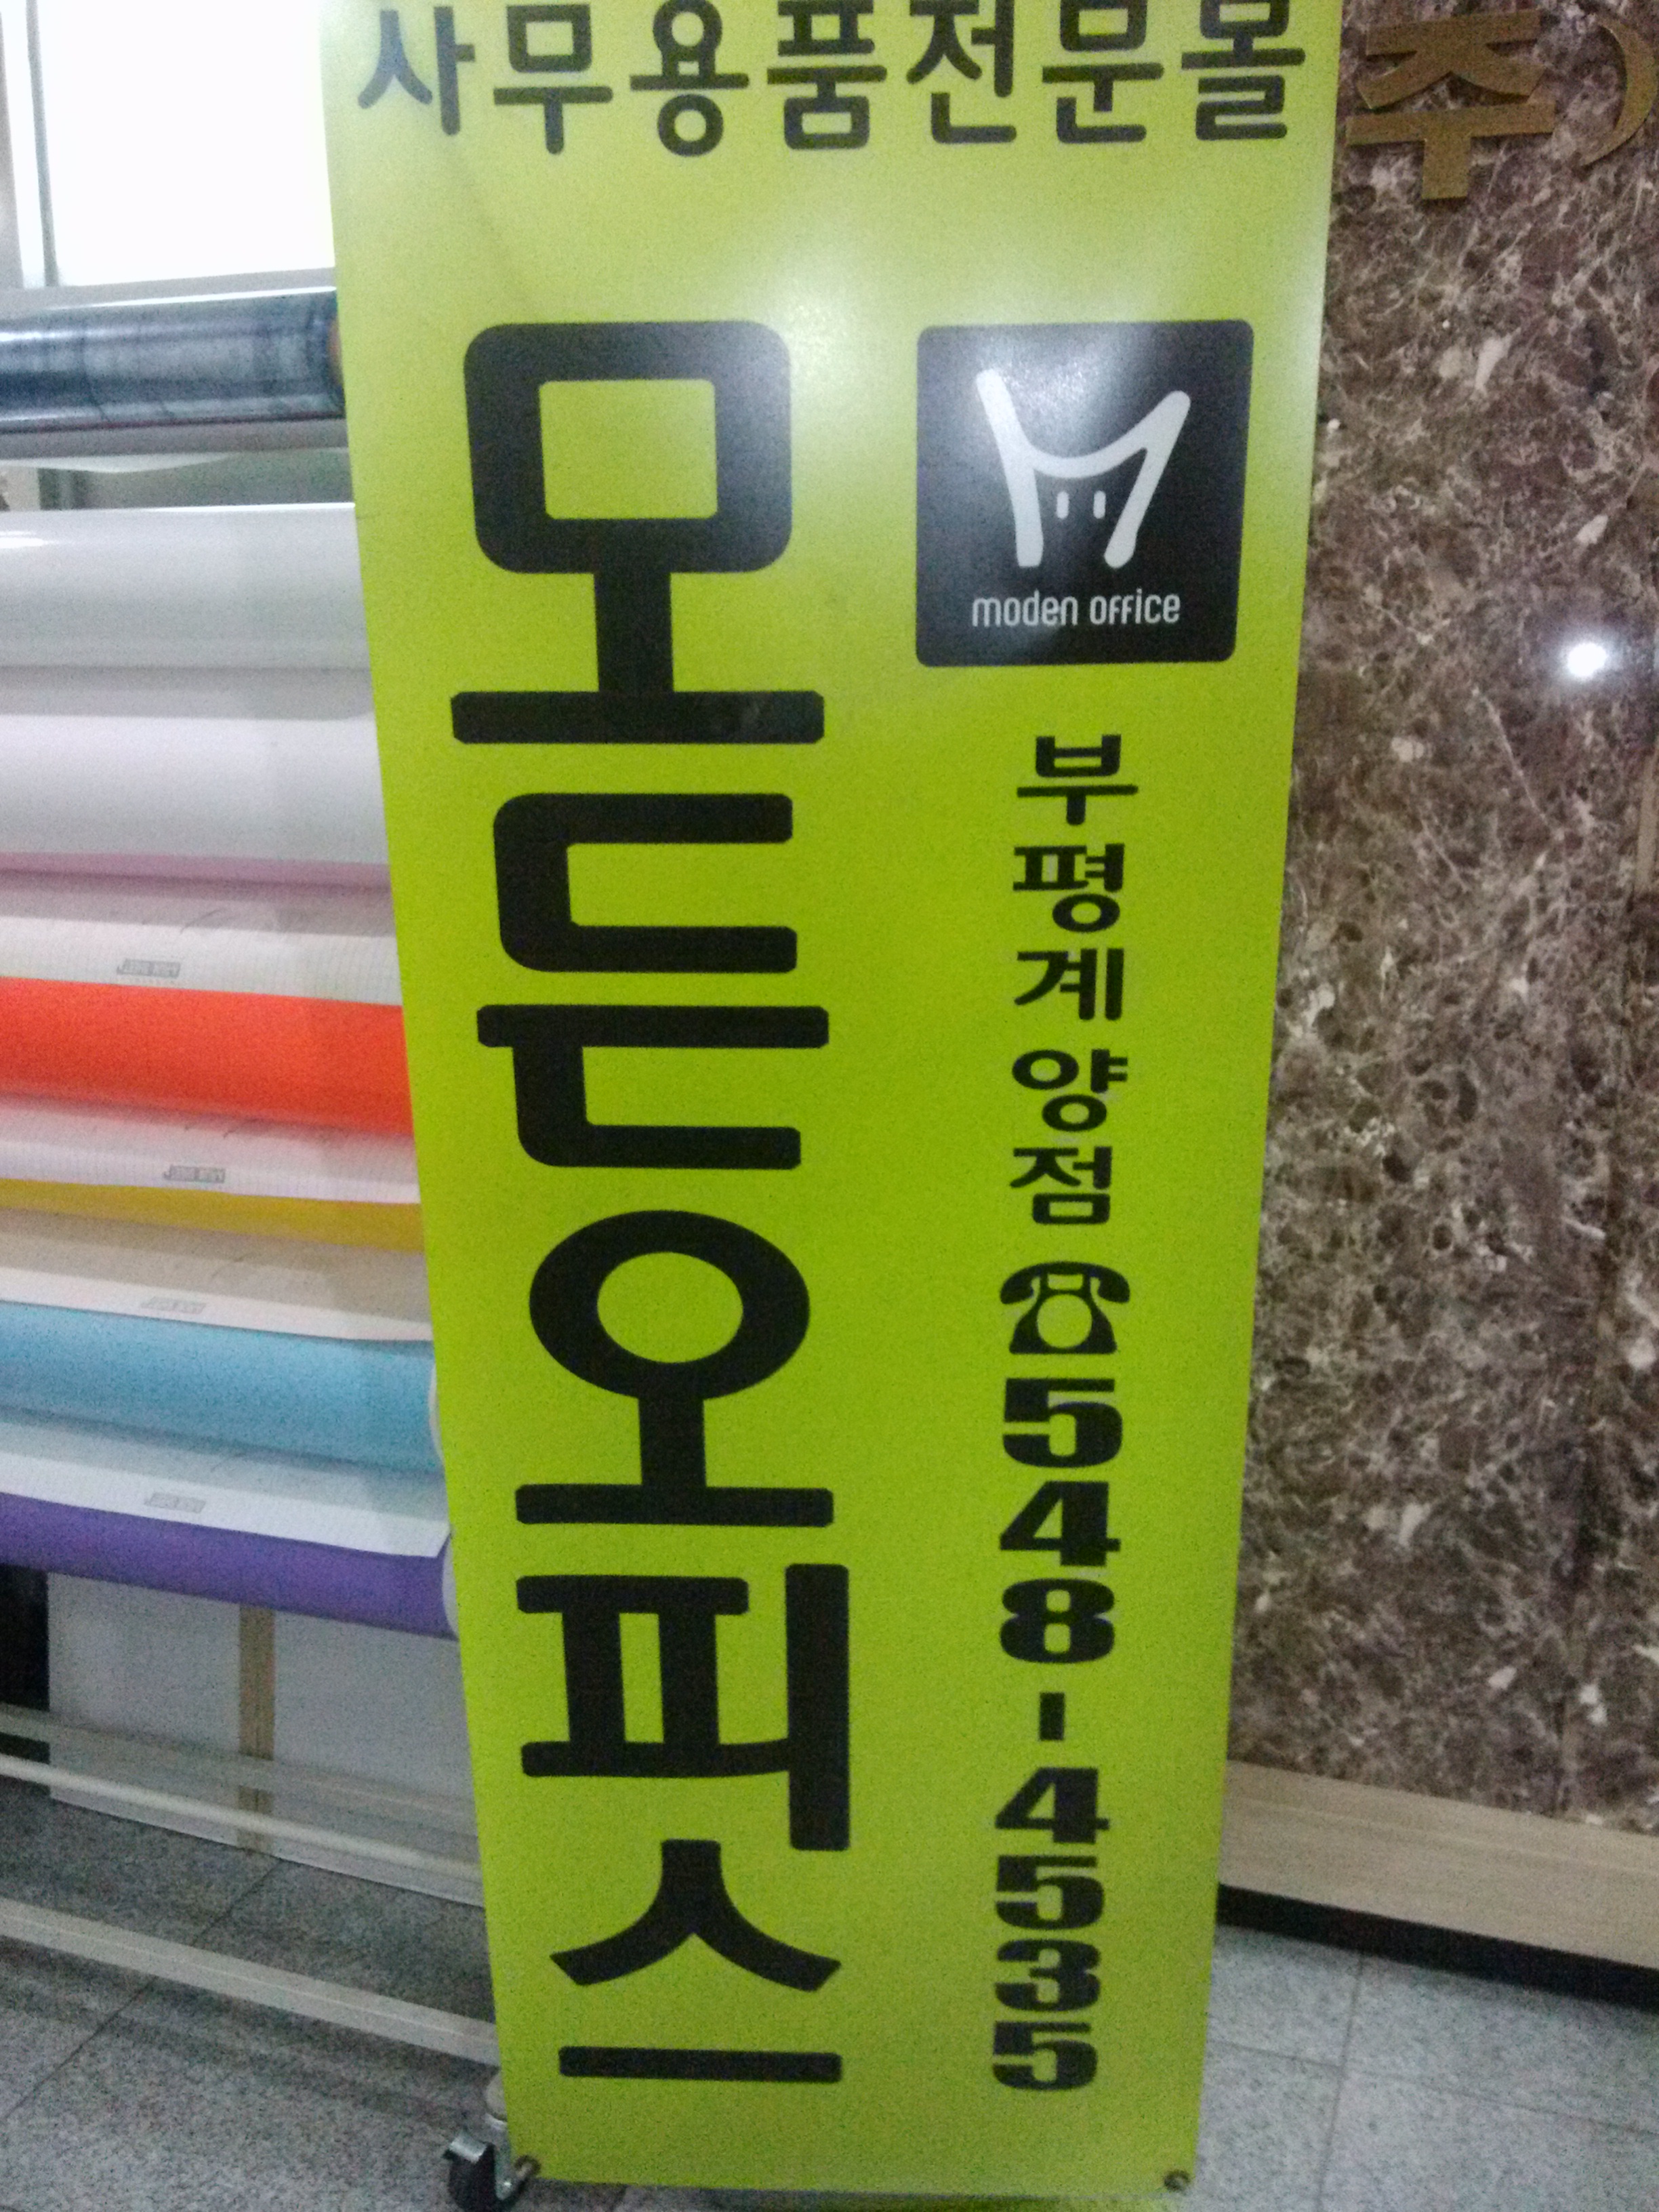 사무용품전문몰
주)
moden office
모든오피스
부평계양점 ☎ 548-4535